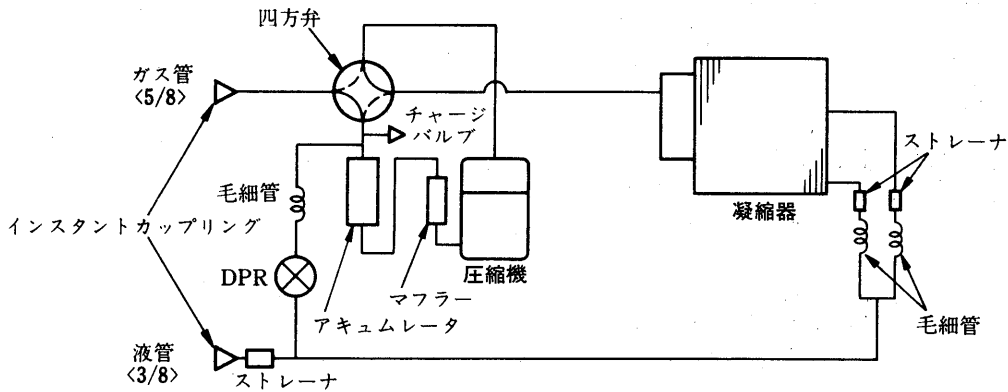 四方弁
ガス管
<5/8>
チャージ
バルブ
ストレーナ
毛細管
凝縮器
インスタントカップリング
圧縮機
DPR
マフラー
アキュムレータ
毛細管
液管
<3/8>
ストレーナ